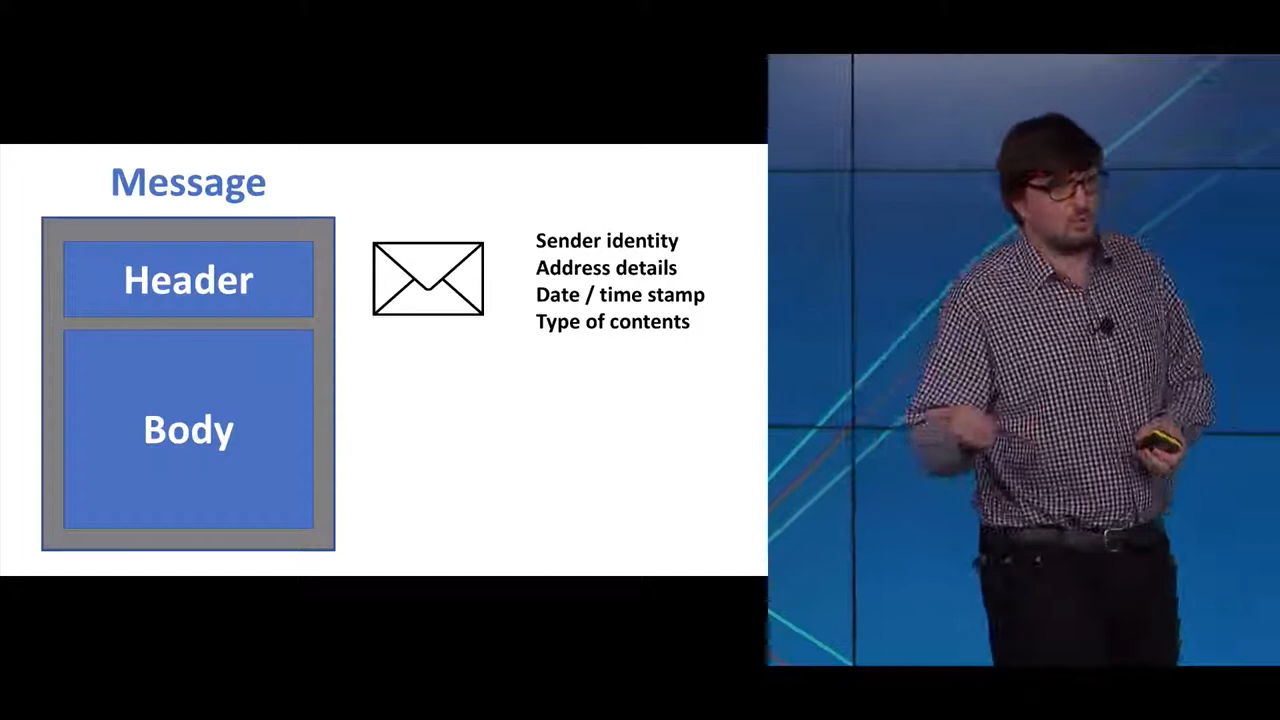 Message
Header
Body
Sender identity
Address details
Date / time stamp
Type of contents